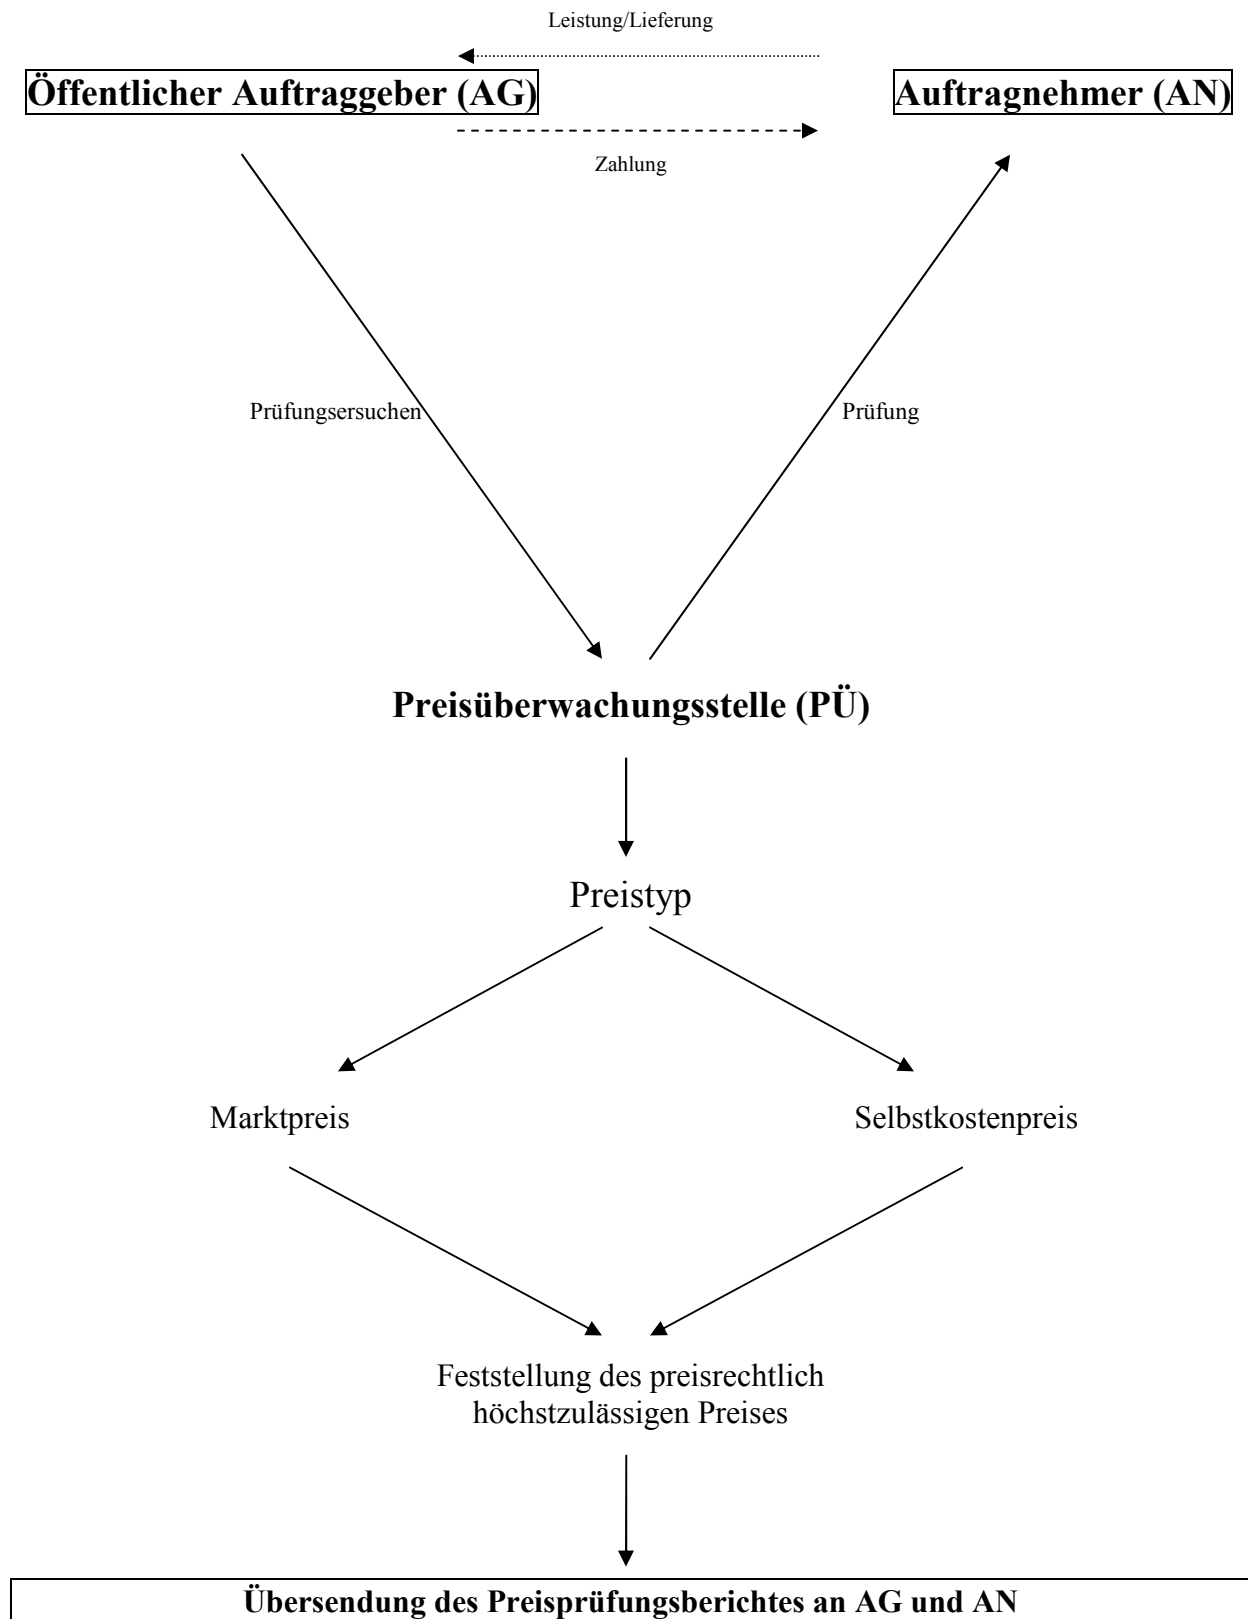 Leistung/Lieferung
Öffentlicher Auftraggeber (AG)
Auftragnehmer (AN)
Zahlung
Prüfungsersuchen
Prüfung
Preisüberwachungsstelle (PÜ)
Preistyp
Marktpreis
Selbstkostenpreis
Feststellung des preisrechtlich
höchstzulässigen Preises
Übersendung des Preisprüfungsberichtes an AG und AN